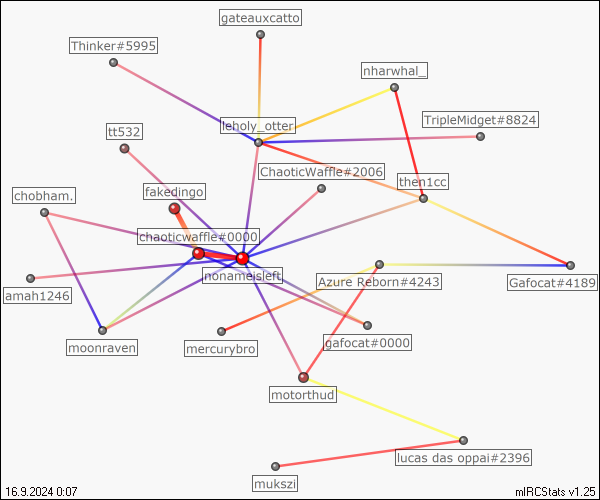 gateauxcatto
Thinker#5995
nharwhal_
TripleMidget#8824
leholy_otter
tt532
ChaoticWaffle#2006
then1cc
fakedingo
chobham.
chaoticwaffle#0000
nonameisleft
Azure Reborn#4243
Gafocat#4189
amah1246
gafocat#0000
moonraven
mercurybro
motorthud
lucas das oppai#2396
mukszi
16.9.2024 0:07
mIRCStats v1.25